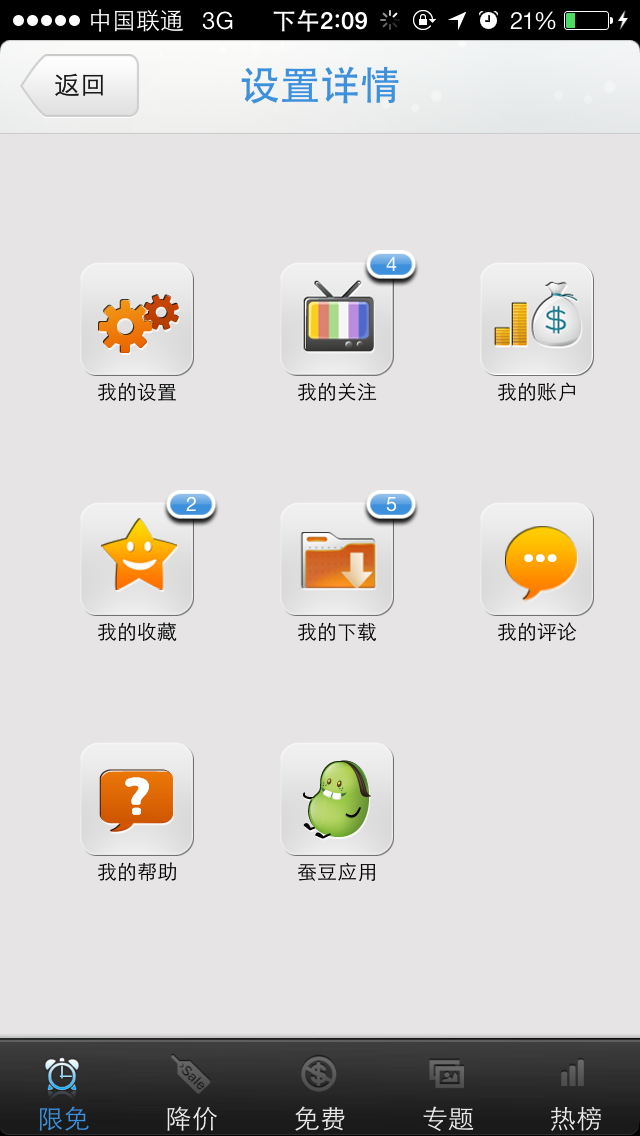 中国联通 3G 下午2:09 21%
返回 设置详情
4
我的设置 我的关注 我的账户
2 5
我的收藏 我的下载 我的评论
?
我的帮助 蚕豆应用
Sale
限免 降价 免费 专题 热榜